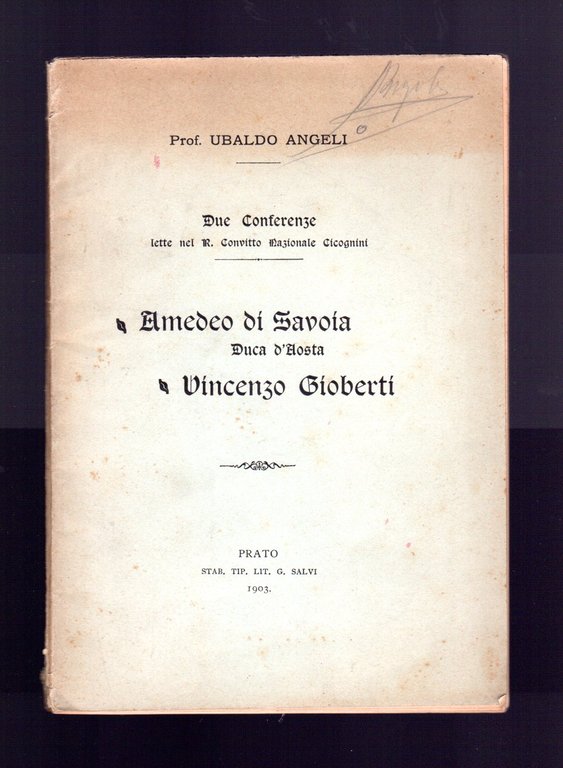 Prof. UBALDO ANGELI
Due Conferenze
lette nel R. Convitto Nazionale Cicognini
Amedeo di Savoia
Duca d'Aosta
Vincenzo Gioberti
PRATO
STAB. TIP. LIT. G. SALVI
1903.